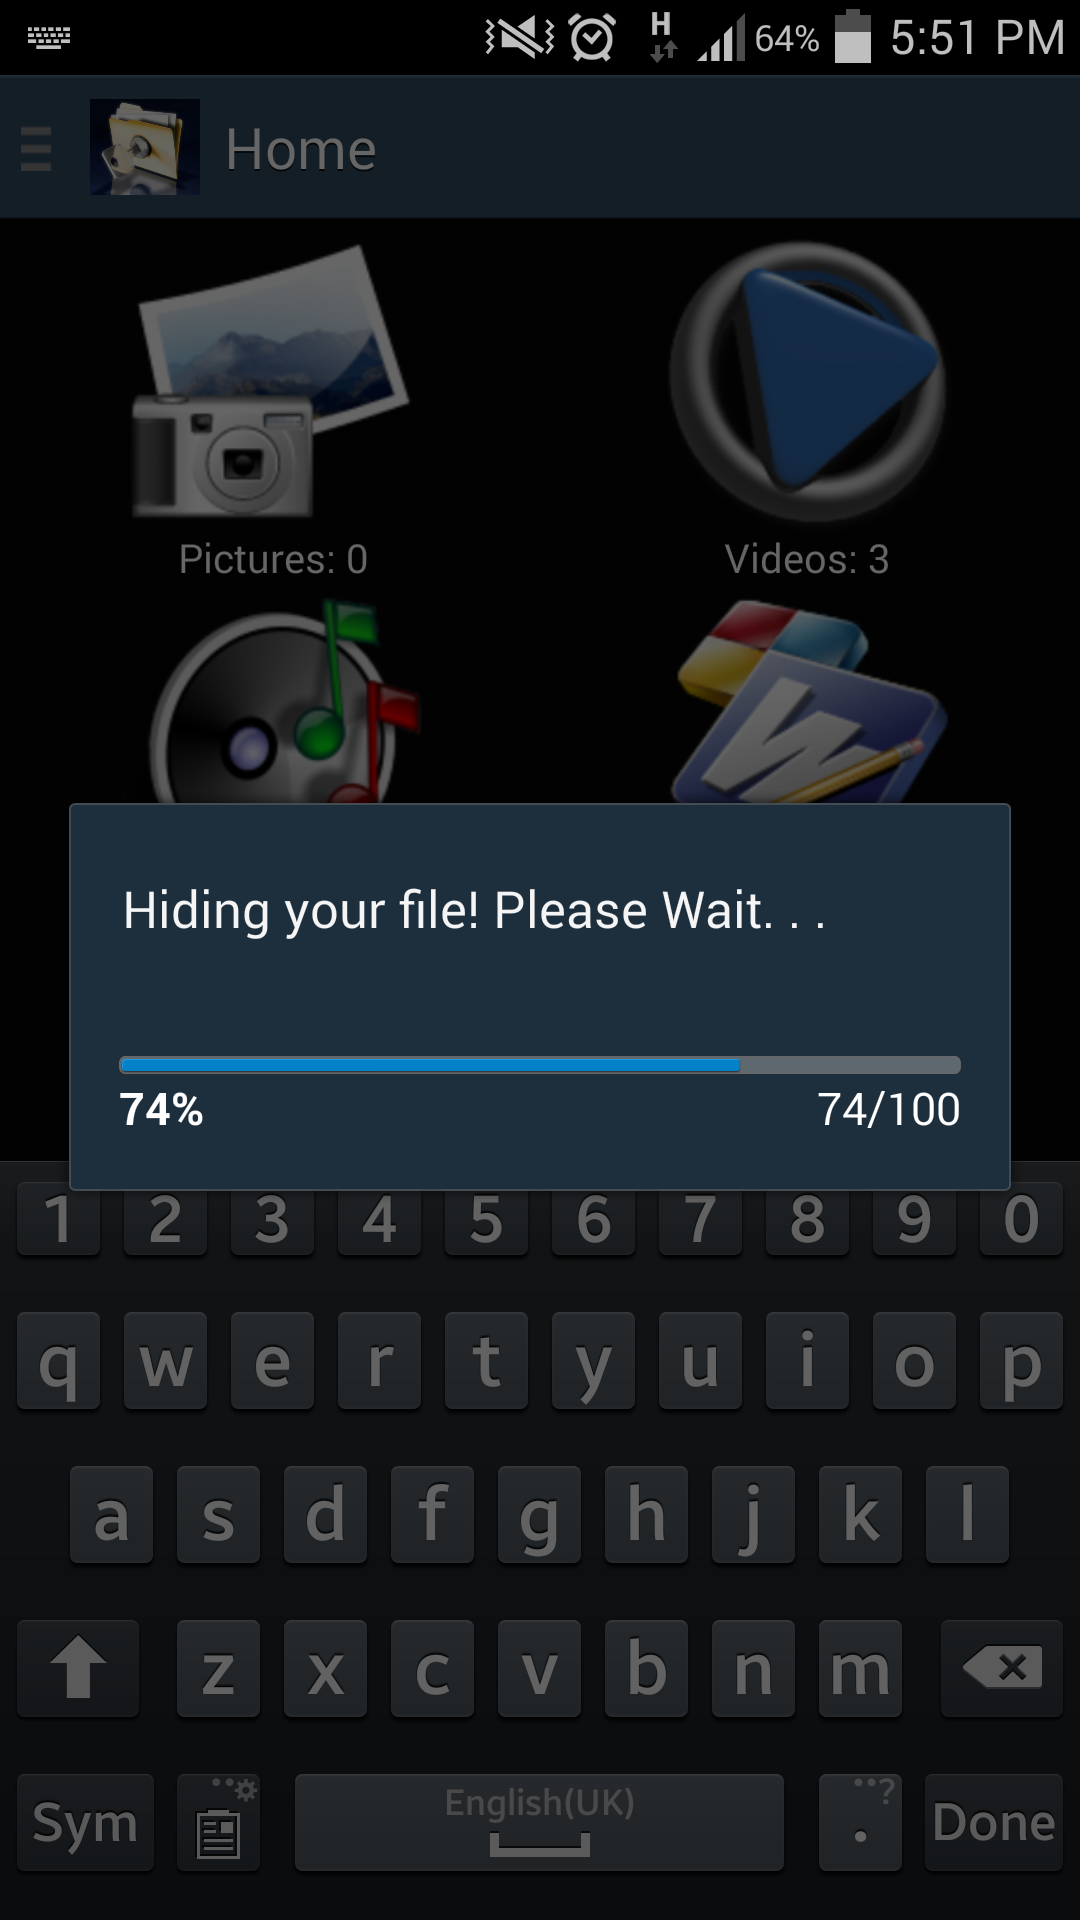 H
64%
5:51 PM
Home
Pictures: 0
Videos: 3
W
Hiding your file! Please Wait. . .
74%
74/100
1 2 3 4 5 6 7 8 9 0
q w e r t y u i o p
a s d f g h j k l
z x c v b n m
Sym
English(UK)
?
.
Done